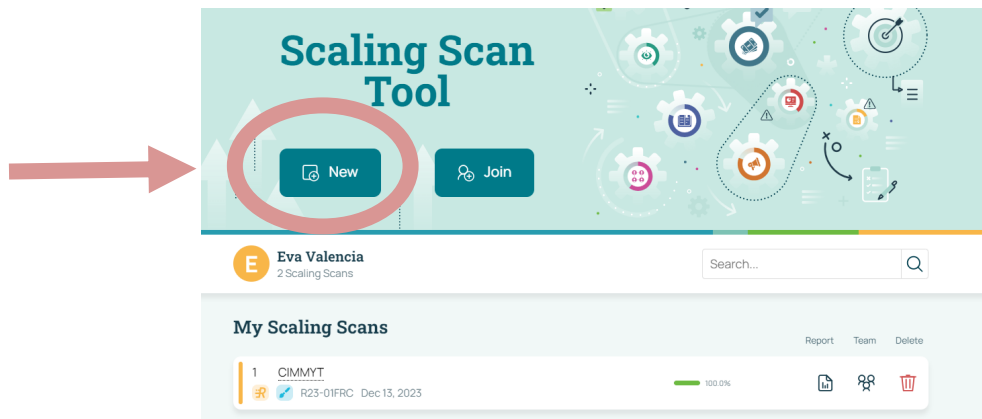 Scaling Scan
Tool
New
Join
E
Eva Valencia
2 Scaling Scans
Search...
My Scaling Scans
Report Team Delete
1 CIMMYT
R R23-01FRC Dec 13, 2023
100.0%